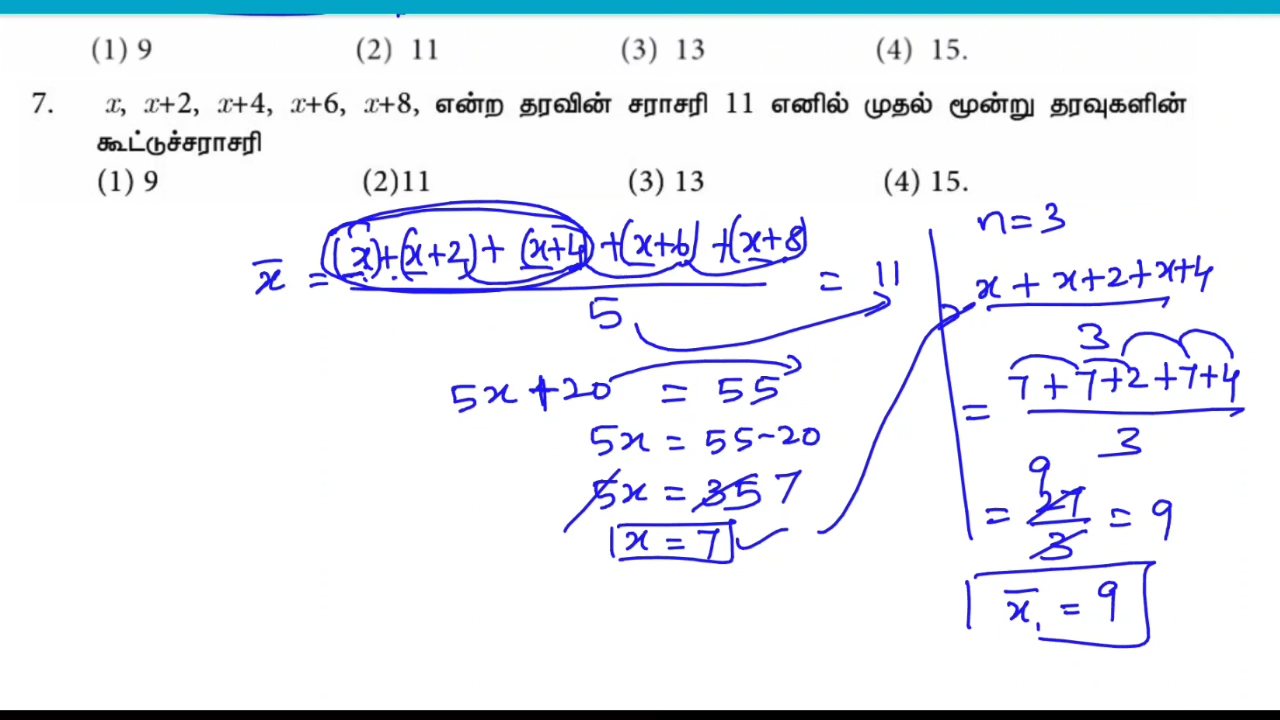 (1) 9 (2) 11 (3) 13 (4) 15.
7. x, x+2, x+4, x+6, x+8, என்ற தரவின் சராசரி 11 எனில் முதல் மூன்று தரவுகளின்
கூட்டுச்சராசரி
(1) 9 (2)11 (3) 13 (4) 15.
x̄ = (x)+(x+2)+(x+4)+(x+6)+(x+8) = 11
5
5x+20 = 55
5x = 55-20
5x = 35 7
x = 7
n=3
x + x+2+x+4
3
= 7+7+2+7+4
3
9
= 27 = 9
3
x̄, = 9